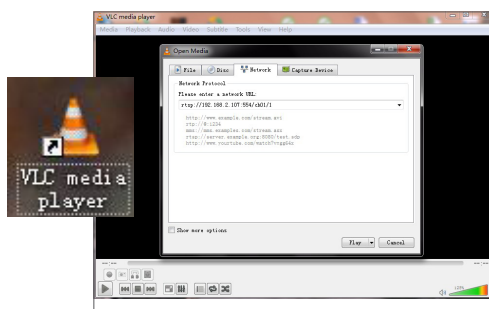 VLC media player
Media Playback Audio Video Subtitle Tools View Help
Open Media
File Disc Network Capture Device
Network Protocol
Please enter a network URL:
rtsp://192.168.2.107:554/ch01/1
http://www.example.com/stream.avi
rtp://@:1234
mms://mms.example.com/stream.asx
rtsp://server.example.org:8080/test.sdp
http://www.youtube.com/watch?v=gg64x
Show more options
Play Cancel
VLC media
player
--:--
--:--